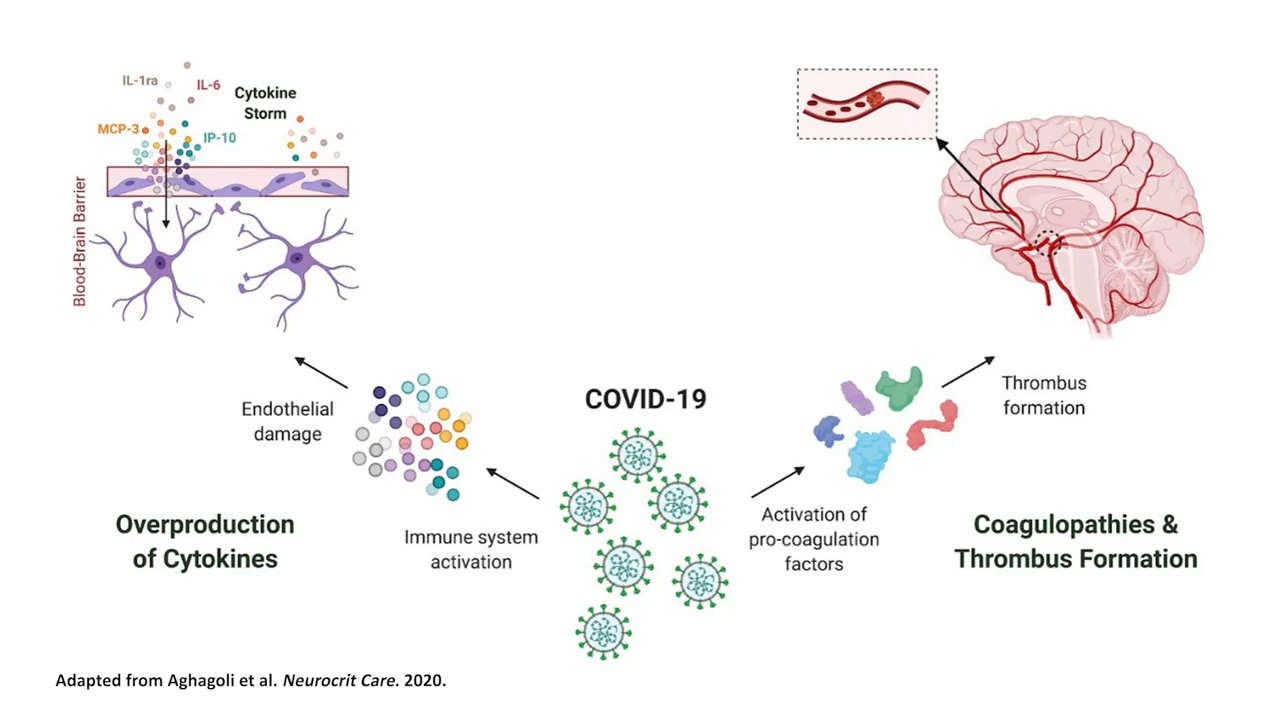 IL-1ra
IL-6
Cytokine
Storm
MCP-3
IP-10
Blood-Brain Barrier
Endothelial
damage
COVID-19
Thrombus
formation
Overproduction
of Cytokines
Immune system
activation
Activation of
pro-coagulation
factors
Coagulopathies &
Thrombus Formation
Adapted from Aghagoli et al. Neurocrit Care. 2020.